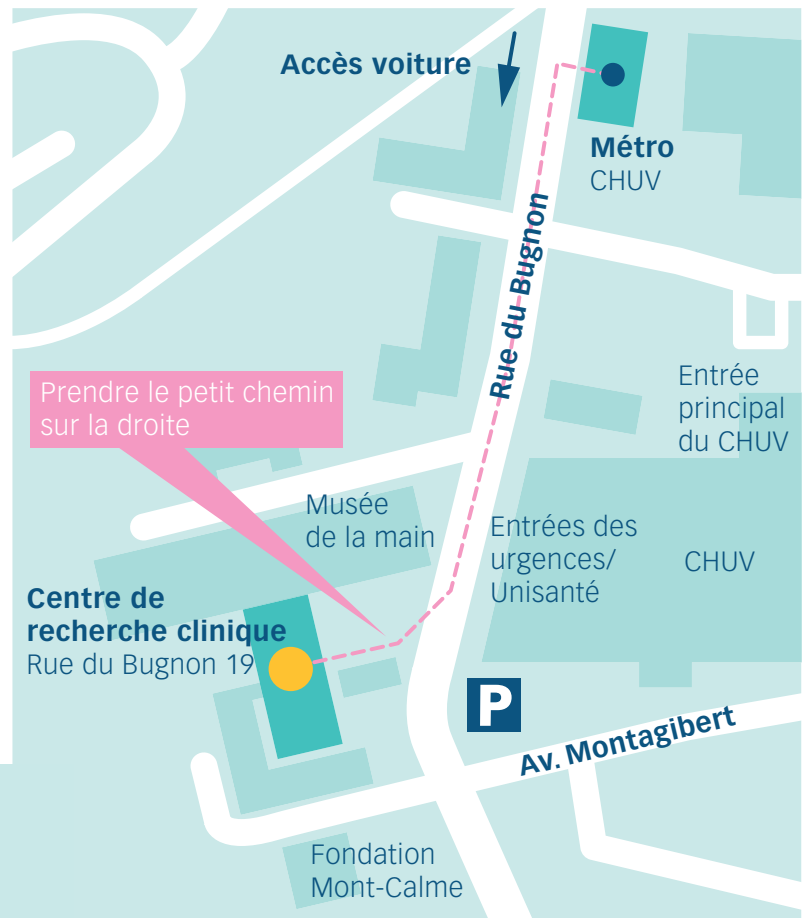 Accès voiture
Métro
CHUV
Rue du Bugnon
Prendre le petit chemin
sur la droite
Entrée
principal
du CHUV
Musée
de la main
Entrées des
urgences/
Unisanté
CHUV
Centre de
recherche clinique
Rue du Bugnon 19
P
Av. Montagibert
Fondation
Mont-Calme